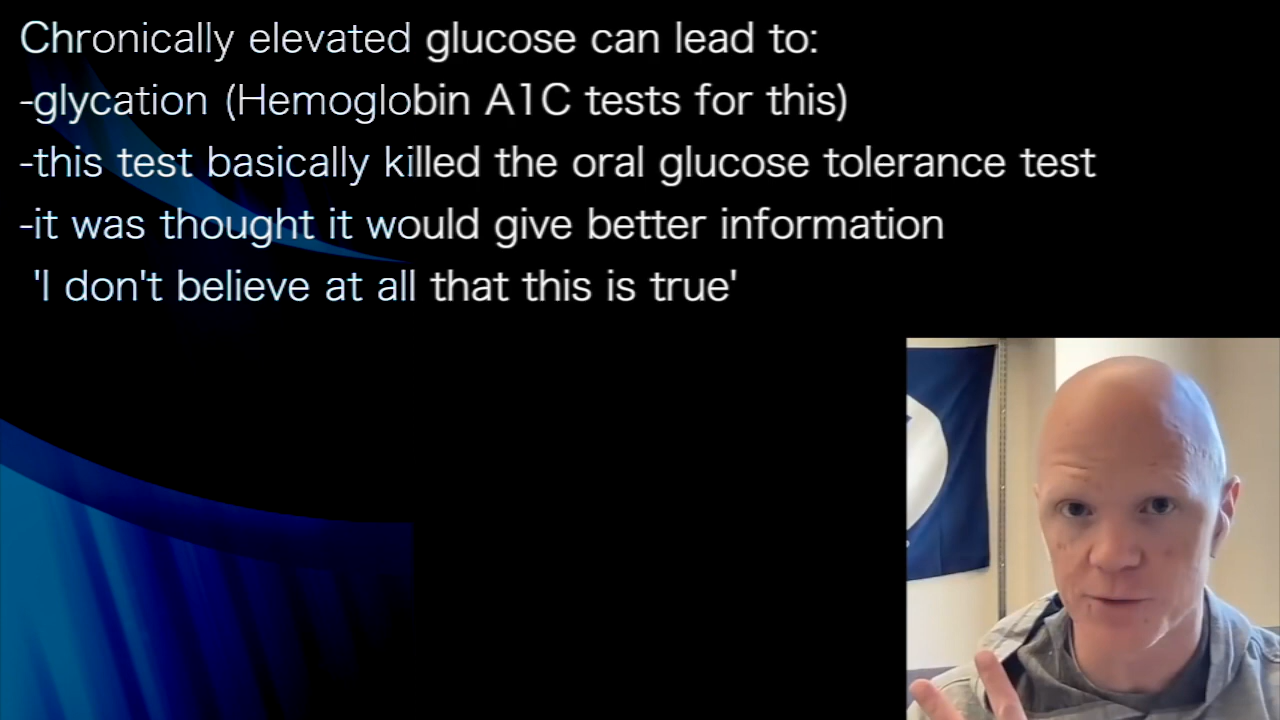 Chronically elevated glucose can lead to:
-glycation (Hemoglobin A1C tests for this)
-this test basically killed the oral glucose tolerance test
-it was thought it would give better information
'I don't believe at all that this is true'